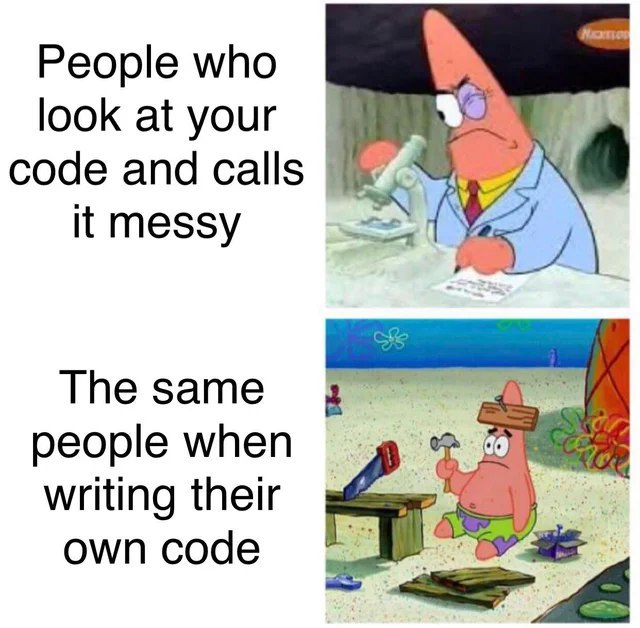 People who
look at your
code and calls
it messy
The same
people when
writing their
own code